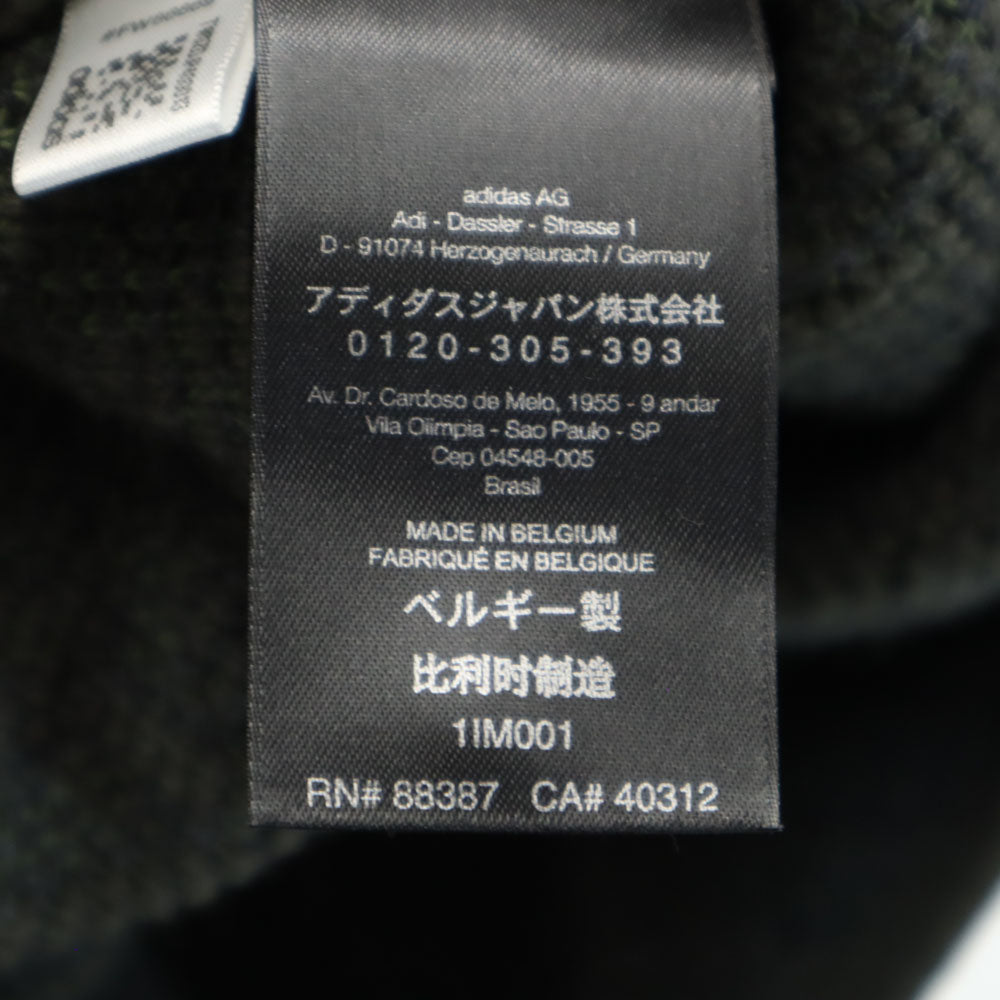 adidas
adidas AG
Adi - Dassler - Strasse 1
D - 91074 Herzogenaurach / Germany
アディダスジャパン株式会社
0120-305-393
Av. Dr. Cardoso de Melo, 1955 - 9 andar
Vila Olimpia - Sao Paulo - SP
Cep 04548-005
Brasil
MADE IN BELGIUM
FABRIQUÉ EN BELGIQUE
ベルギー製
比利时制造
1IM001
RN# 88387 CA# 40312